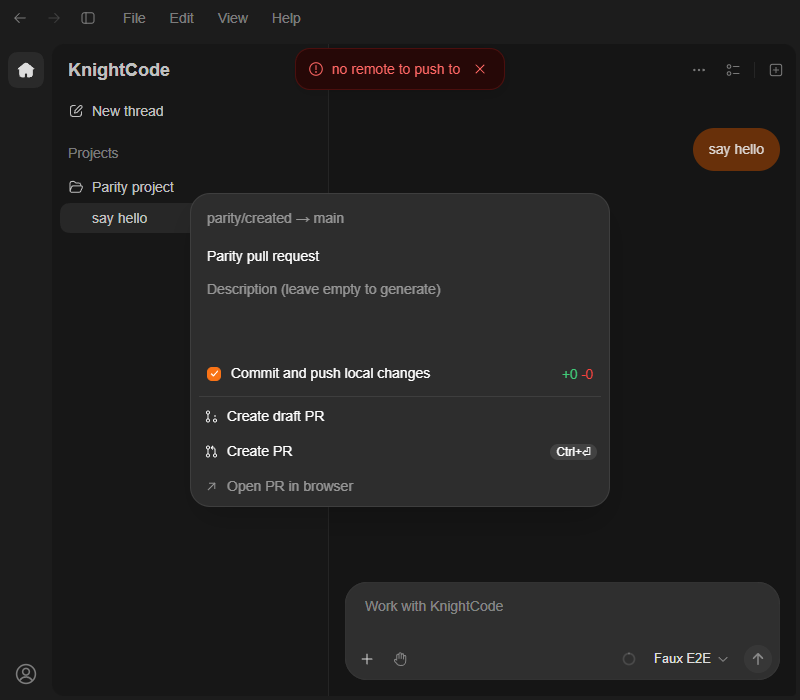 File Edit View Help
KnightCode
no remote to push to
New thread
say hello
Projects
Parity project
say hello
parity/created → main
Parity pull request
Description (leave empty to generate)
Commit and push local changes +0 -0
Create draft PR
Create PR Ctrl+⏎
Open PR in browser
Work with KnightCode
Faux E2E